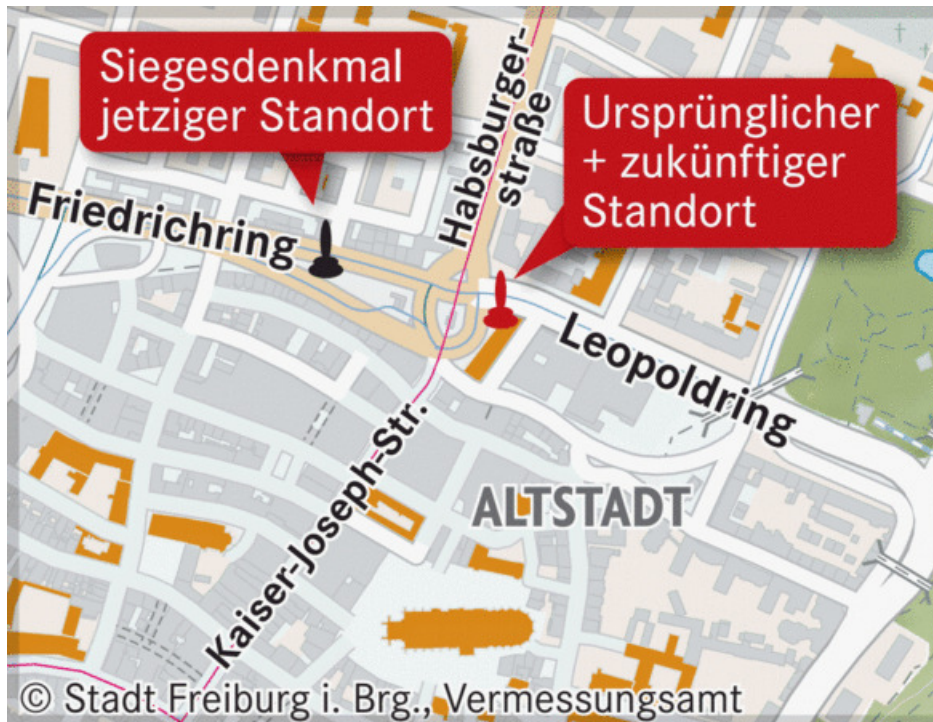 Siegesdenkmal
jetziger Standort
Habsburger-
straße
Ursprünglicher
+ zukünftiger
Standort
Friedrichring
Leopoldring
Kaiser-Joseph-Str.
ALTSTADT
© Stadt Freiburg i. Brg., Vermessungsamt